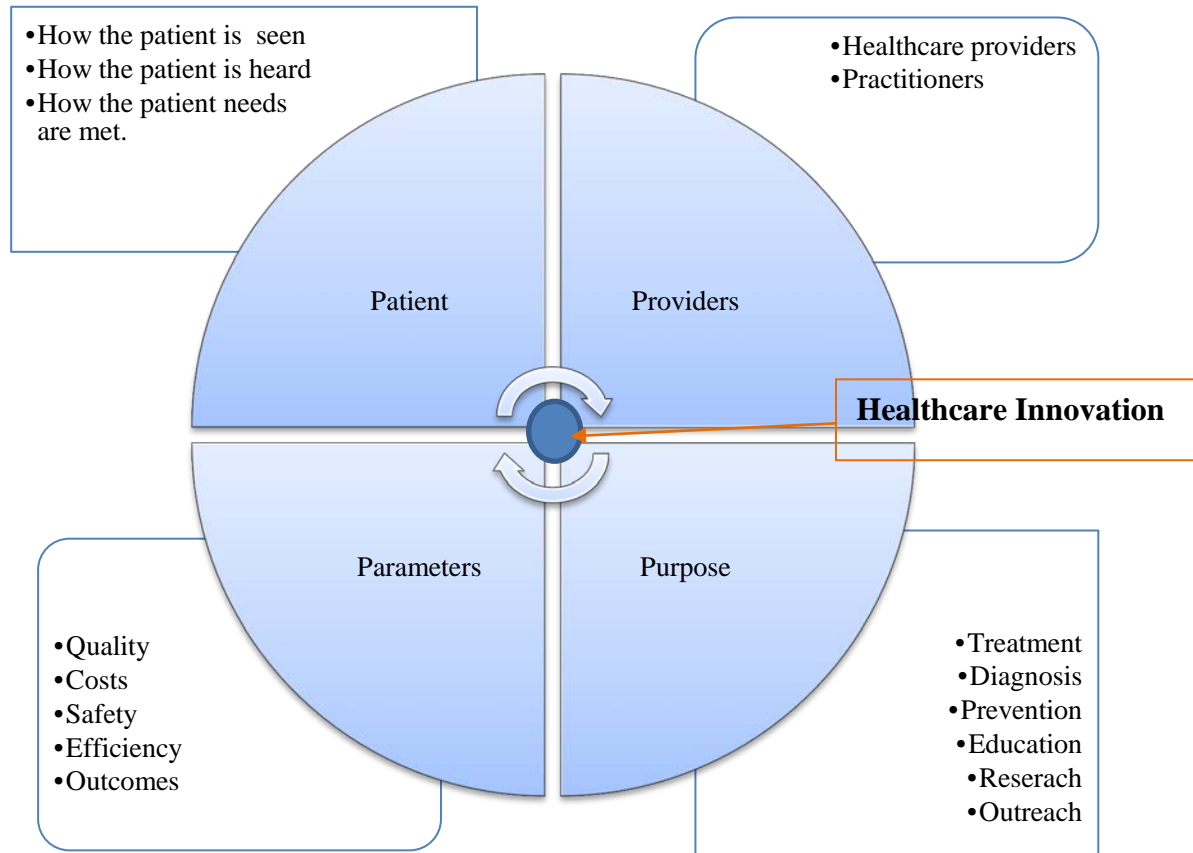 •How the patient is seen
•How the patient is heard
•How the patient needs
are met.
•Healthcare providers
•Practitioners
Patient
Providers
Healthcare Innovation
Parameters
Purpose
•Quality
•Costs
•Safety
•Efficiency
•Outcomes
•Treatment
•Diagnosis
•Prevention
•Education
•Reserach
•Outreach